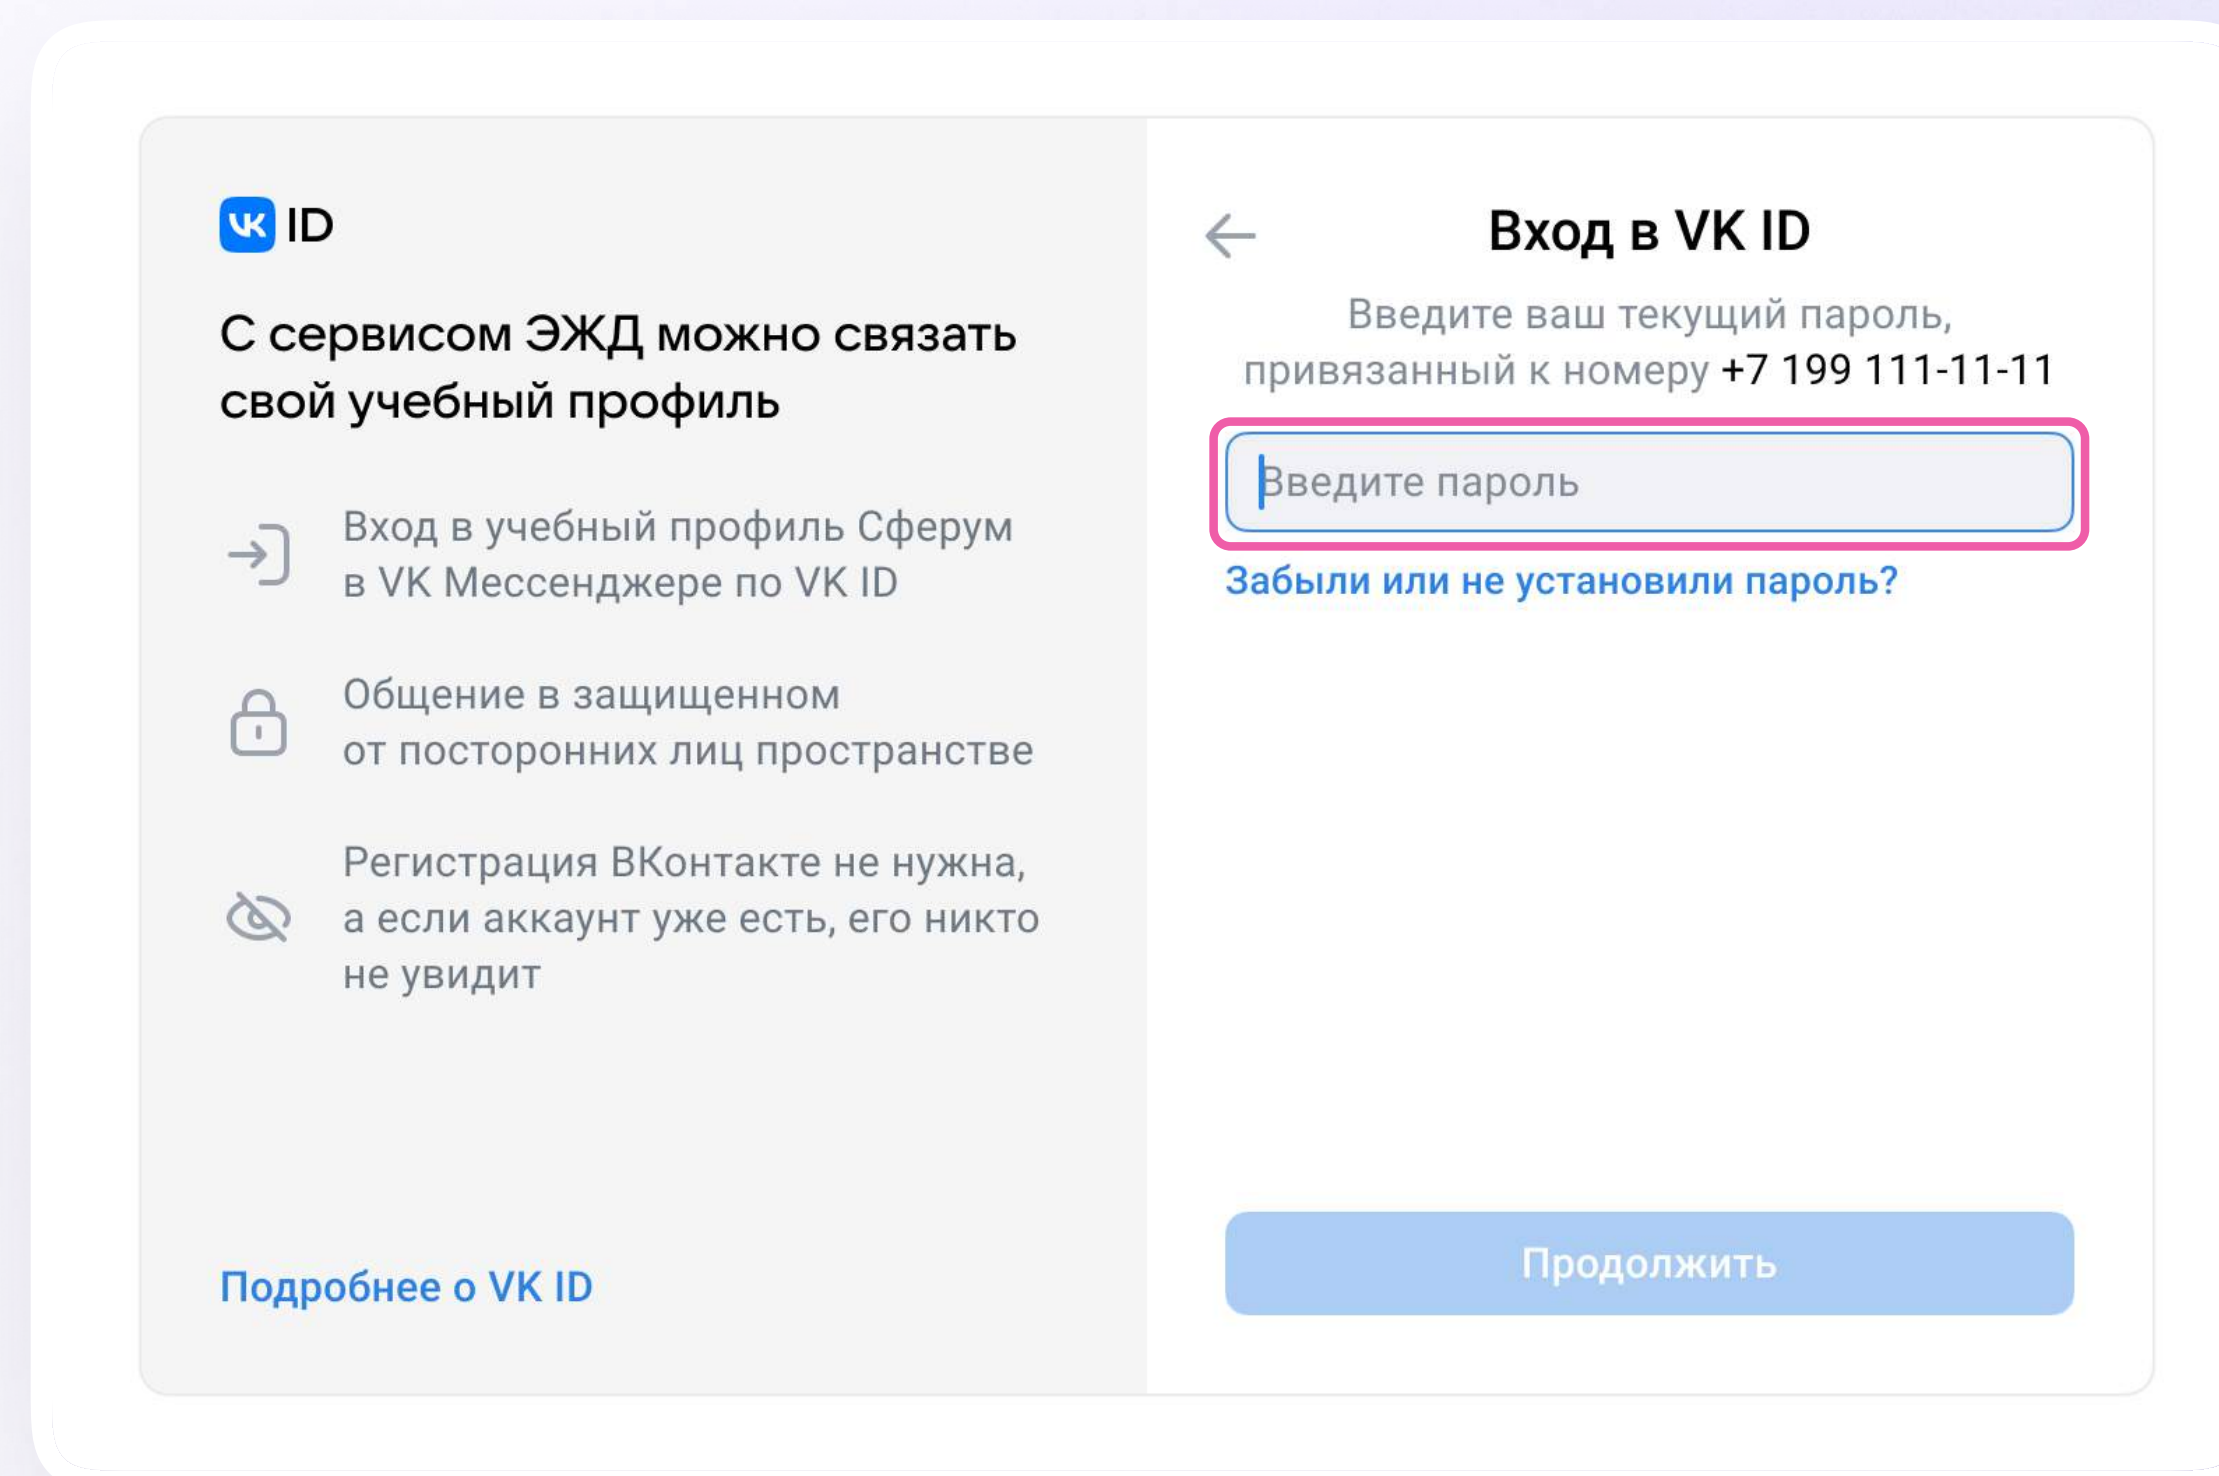 VK ID
С сервисом ЭЖД можно связать
свой учебный профиль
Вход в учебный профиль Сферум
в VK Мессенджере по VK ID
Общение в защищенном
от посторонних лиц пространстве
Регистрация ВКонтакте не нужна,
а если аккаунт уже есть, его никто
не увидит
Подробнее о VK ID
Вход в VK ID
Введите ваш текущий пароль,
привязанный к номеру +7 199 111-11-11
Введите пароль
Забыли или не установили пароль?
Продолжить